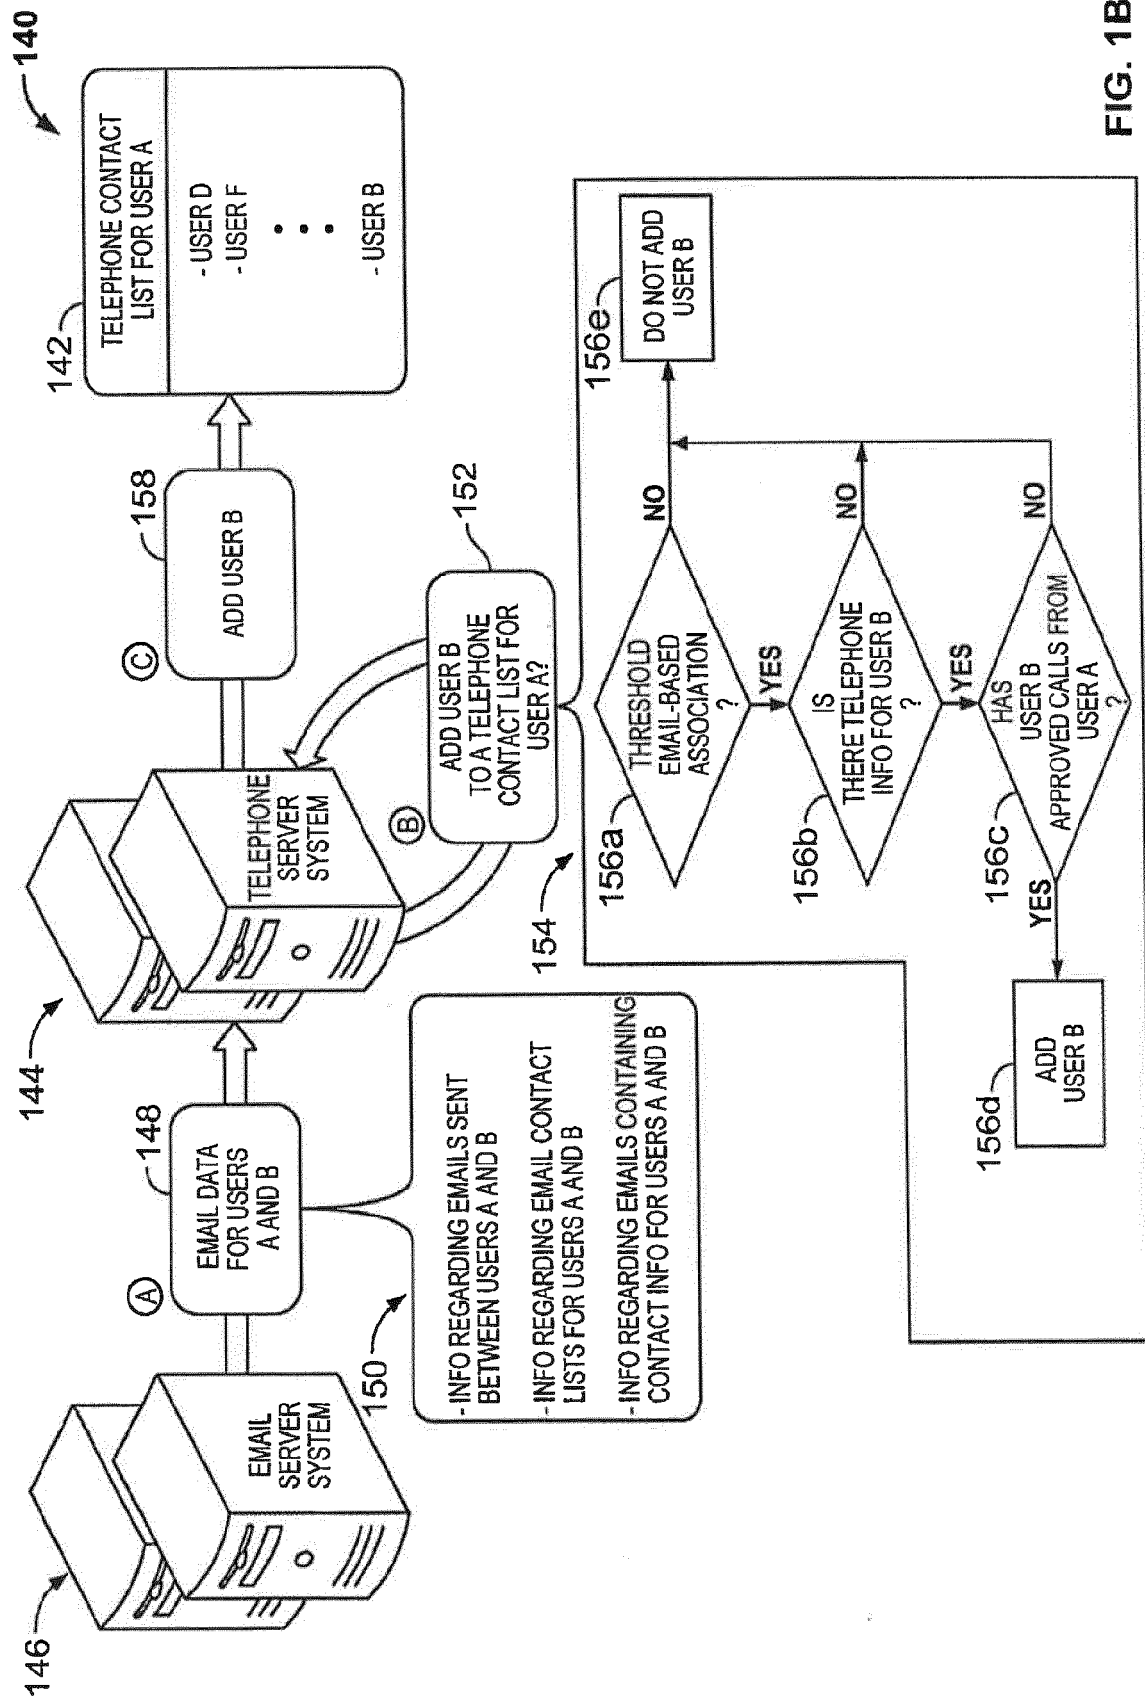 140
146
EMAIL
SERVER
SYSTEM
A
148
EMAIL DATA
FOR USERS
A AND B
150
- INFO REGARDING EMAILS SENT
BETWEEN USERS A AND B
- INFO REGARDING EMAIL CONTACT
LISTS FOR USERS A AND B
- INFO REGARDING EMAILS CONTAINING
CONTACT INFO FOR USERS A AND B
144
TELEPHONE
SERVER
SYSTEM
B
152
ADD USER B
TO A TELEPHONE
CONTACT LIST FOR
USER A?
C
158
ADD USER B
142
TELEPHONE CONTACT
LIST FOR USER A
- USER D
- USER F
- USER B
154
156a
THRESHOLD
EMAIL-BASED
ASSOCIATION
?
NO
YES
156e
DO NOT ADD
USER B
156b
IS
THERE TELEPHONE
INFO FOR USER B
?
NO
YES
156c
HAS
USER B
APPROVED CALLS FROM
USER A
?
NO
YES
156d
ADD
USER B
FIG. 1B